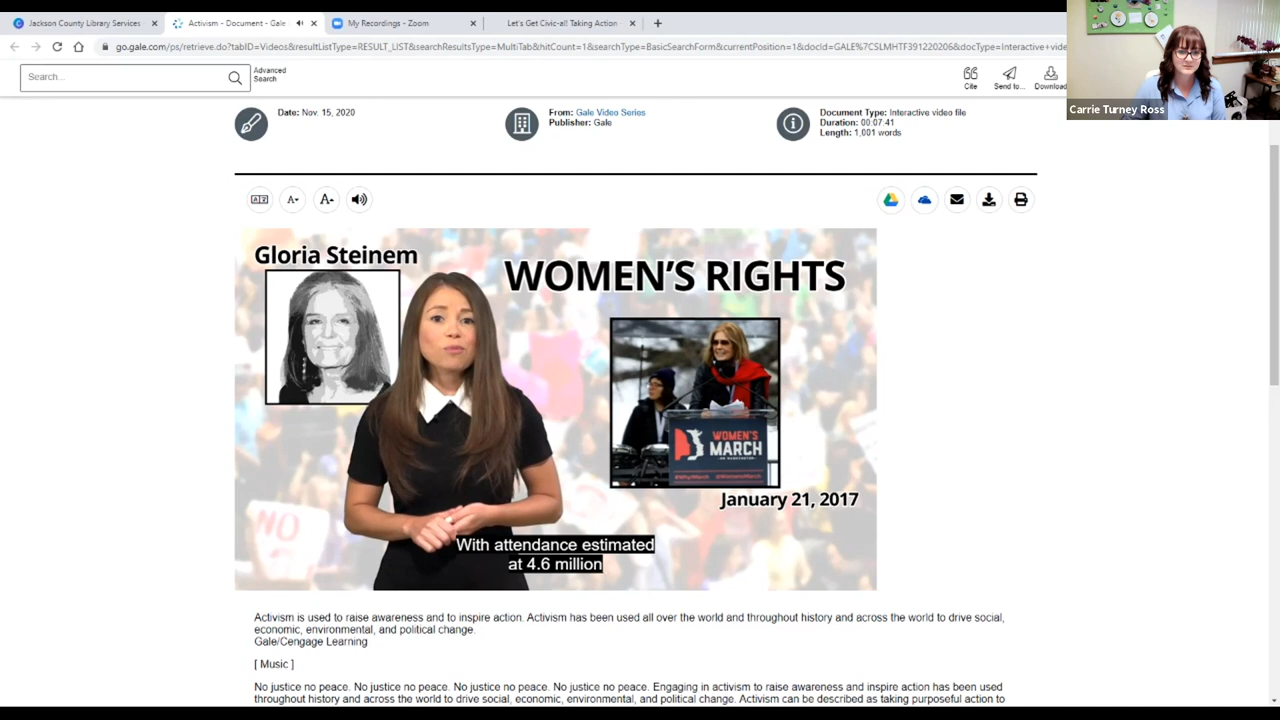 Jackson County Library Services
Activism - Document - Gale
My Recordings - Zoom
Let's Get Civic-al! Taking Action -
go.gale.com/ps/retrieve.do?tabID=Videos&resultListType=RESULT_LIST&searchResultsType=MultiTab&hitCount=1&searchType=BasicSearchForm&currentPosition=1&docId=GALE%7CSLMHTF391220206&docType=Interactive+vide
Search...
Advanced
Search
Cite
Send to...
Download
Carrie Turney Ross
Date: Nov. 15, 2020
From: Gale Video Series
Publisher: Gale
Document Type: Interactive video file
Duration: 00:07:41
Length: 1,001 words
Gloria Steinem
WOMEN'S RIGHTS
WOMEN'S
MARCH
ON WASHINGTON
January 21, 2017
NO
With attendance estimated
at 4.6 million
Activism is used to raise awareness and to inspire action. Activism has been used all over the world and throughout history and across the world to drive social,
economic, environmental, and political change.
Gale/Cengage Learning
[ Music ]
No justice no peace. No justice no peace. No justice no peace. No justice no peace. Engaging in activism to raise awareness and inspire action has been used
throughout history and across the world to drive social, economic, environmental, and political change. Activism can be described as taking purposeful action to